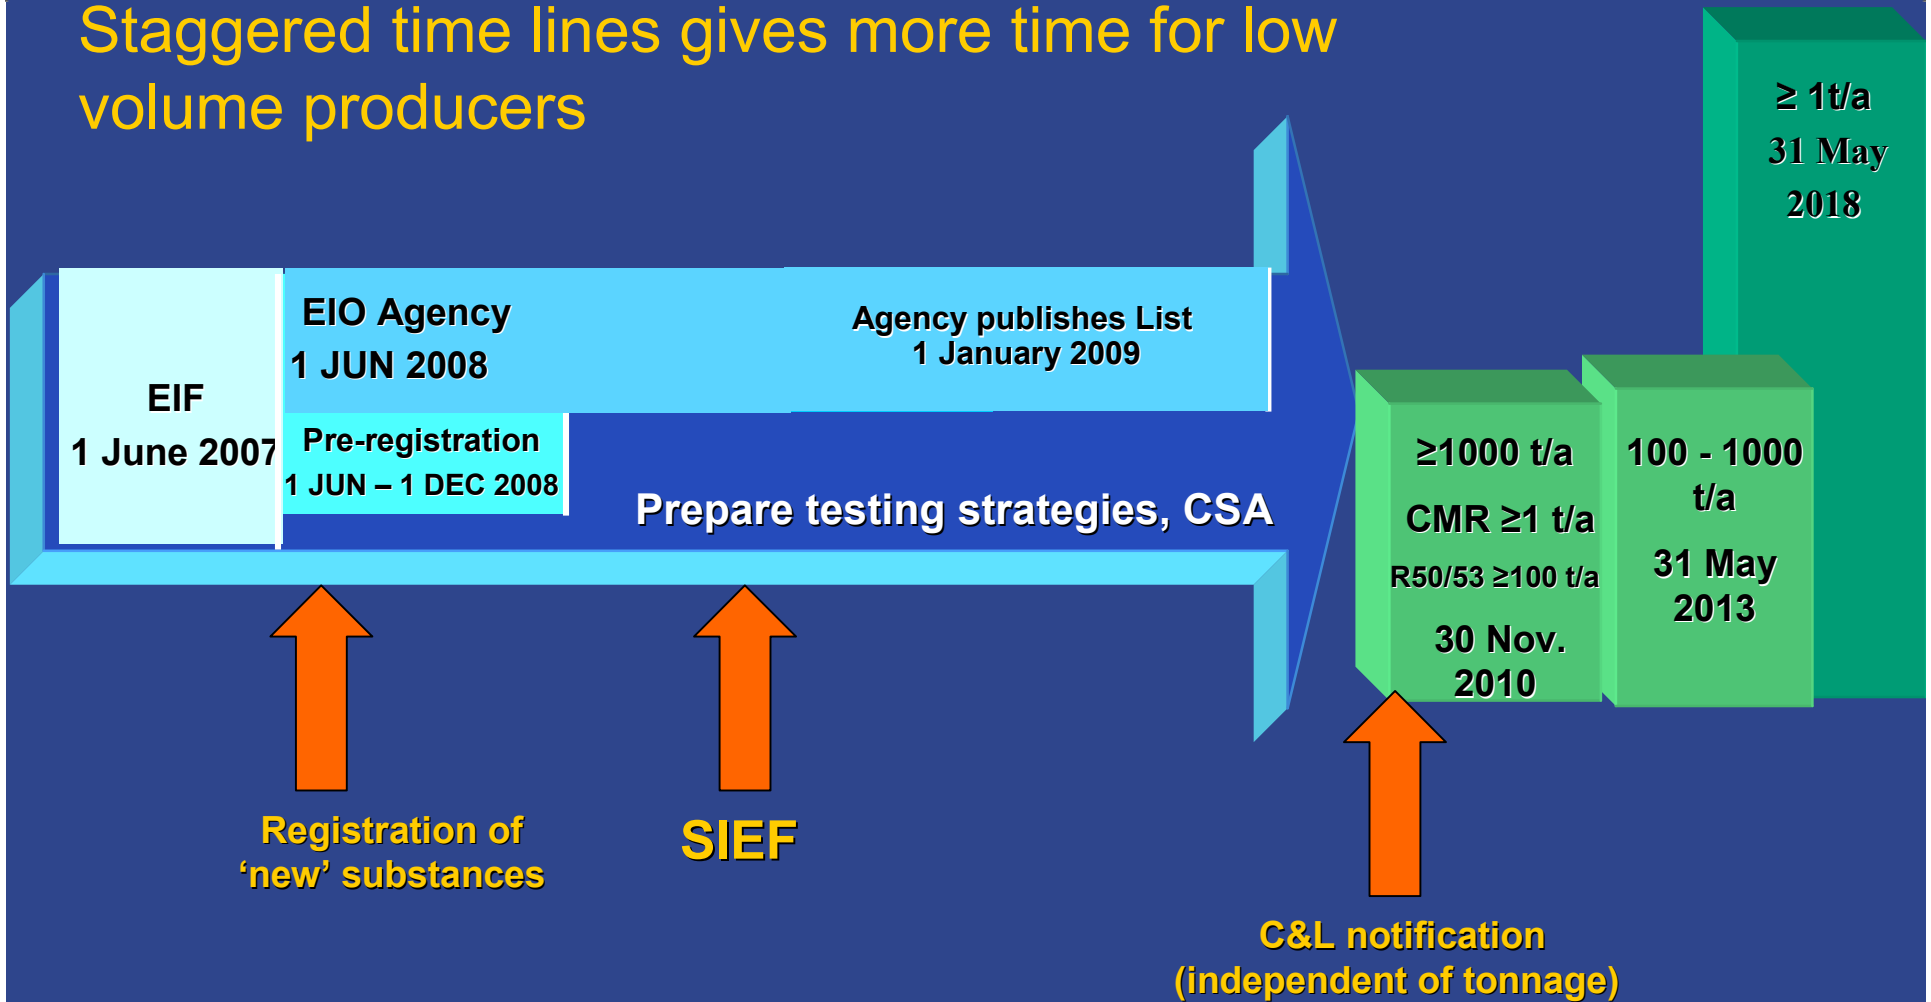 Staggered time lines gives more time for low
volume producers
≥ 1t/a
31 May
2018
EIF
1 June 2007
EIO Agency
1 JUN 2008
Agency publishes List
1 January 2009
Pre-registration
1 JUN – 1 DEC 2008
Prepare testing strategies, CSA
≥1000 t/a
CMR ≥1 t/a
R50/53 ≥100 t/a
30 Nov.
2010
100 - 1000
t/a
31 May
2013
Registration of
‘new’ substances
SIEF
C&L notification
(independent of tonnage)